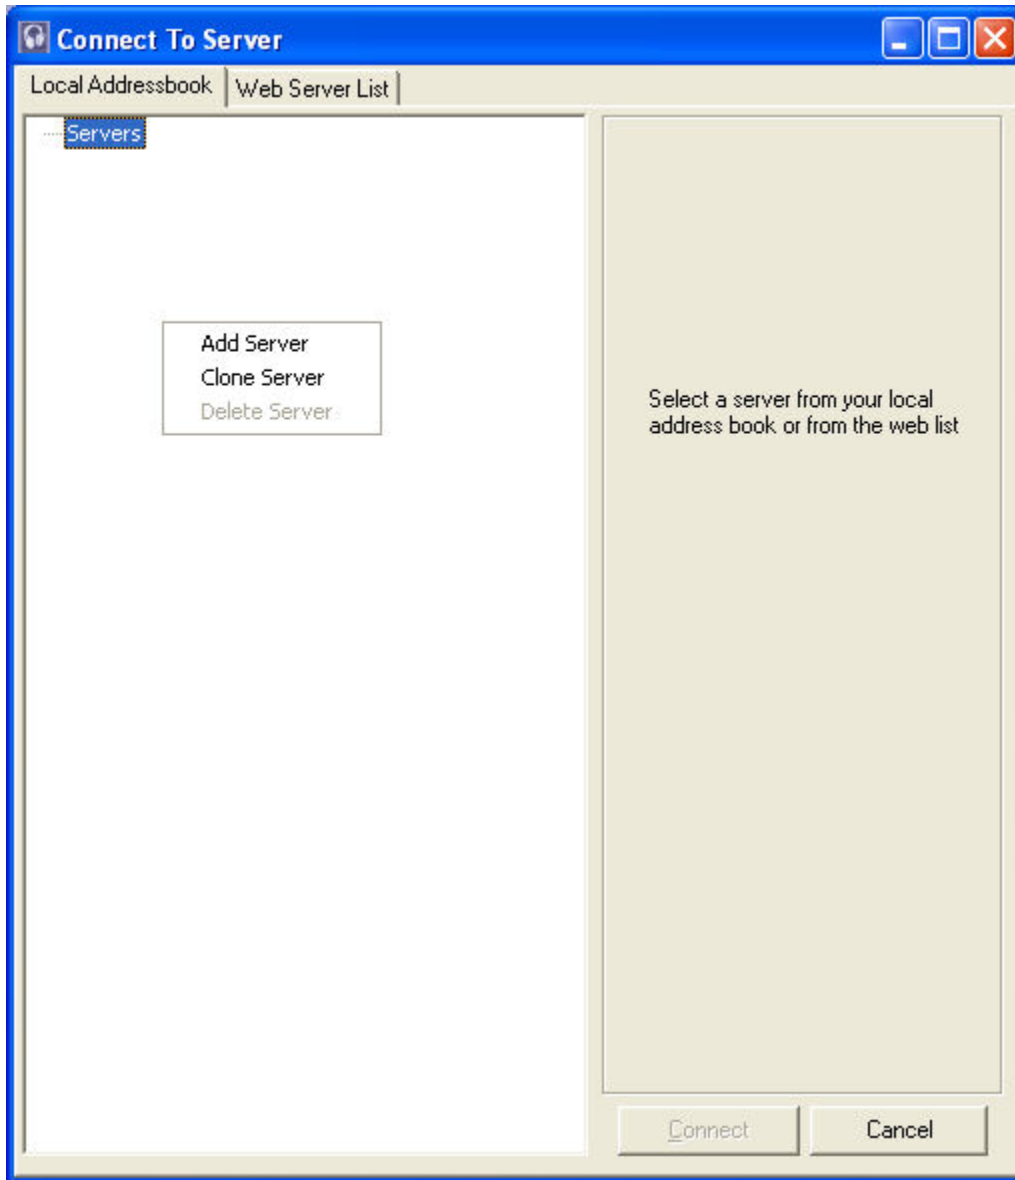 Connect To Server
Local Addressbook
Web Server List
Servers
Add Server
Clone Server
Delete Server
Select a server from your local
address book or from the web list
Connect
Cancel